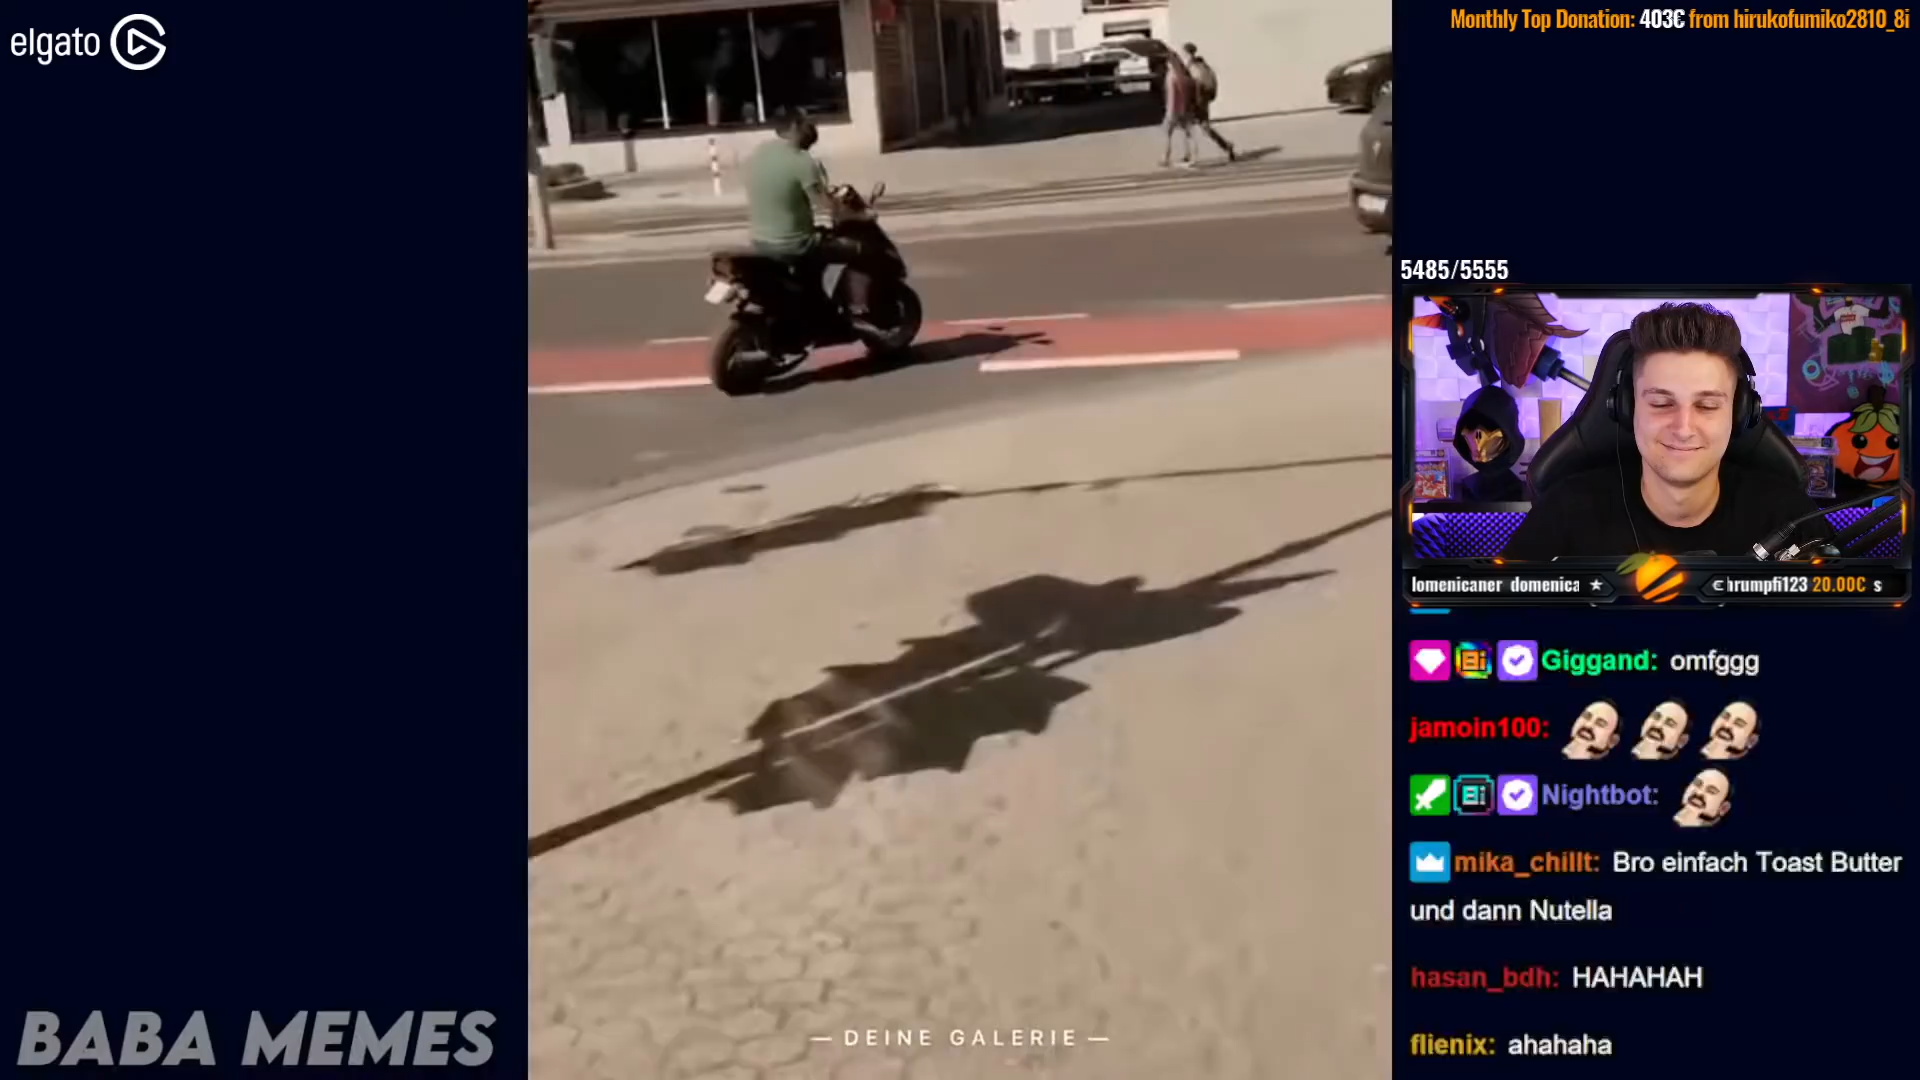 elgato
Monthly Top Donation: 403€ from hirukofumiko2810_8i
5485/5555
lomenicaner domenica ★
hrumpfi123 20.00€ s
Giggand: omfggg
jamoin100:
Nightbot:
mika_chillt: Bro einfach Toast Butter
und dann Nutella
hasan_bdh: HAHAHAH
flienix: ahahaha
BABA MEMES
— DEINE GALERIE —